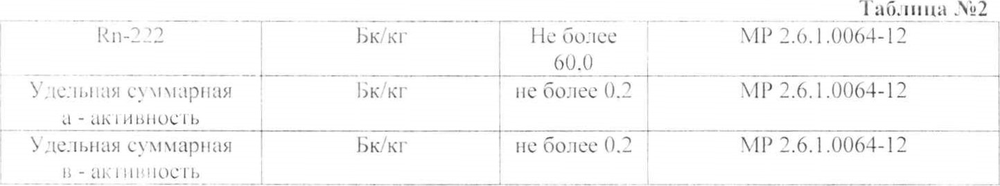 Таблица №2
Rn-222 Бк/кг Не более МР 2.6.1.0064-12
60,0
Удельная суммарная Бк/кг не более 0,2 МР 2.6.1.0064-12
а - активность
Удельная суммарная Бк/кг не более 0,2 МР 2.6.1.0064-12
в - активность